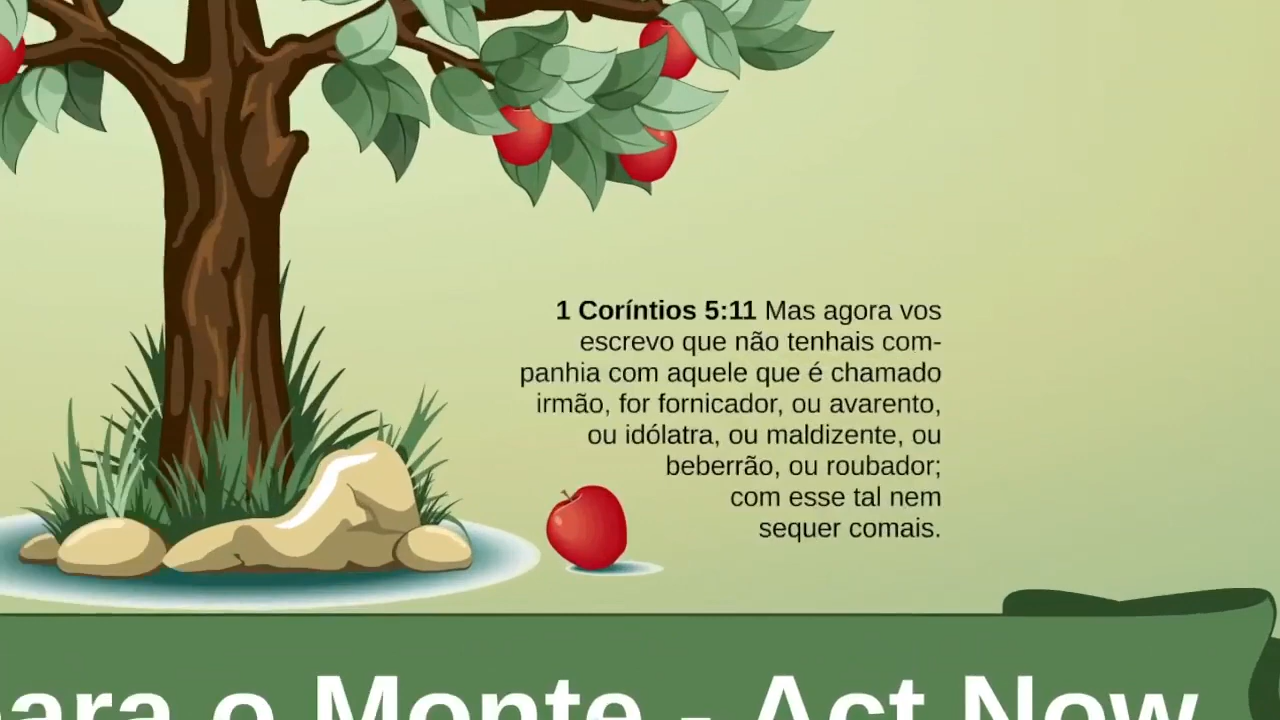 1 Coríntios 5:11 Mas agora vos
escrevo que não tenhais com-
panhia com aquele que é chamado
irmão, for fornicador, ou avarento,
ou idólatra, ou maldizente, ou
beberrão, ou roubador;
com esse tal nem
sequer comais.
ara o Monte - Act Now